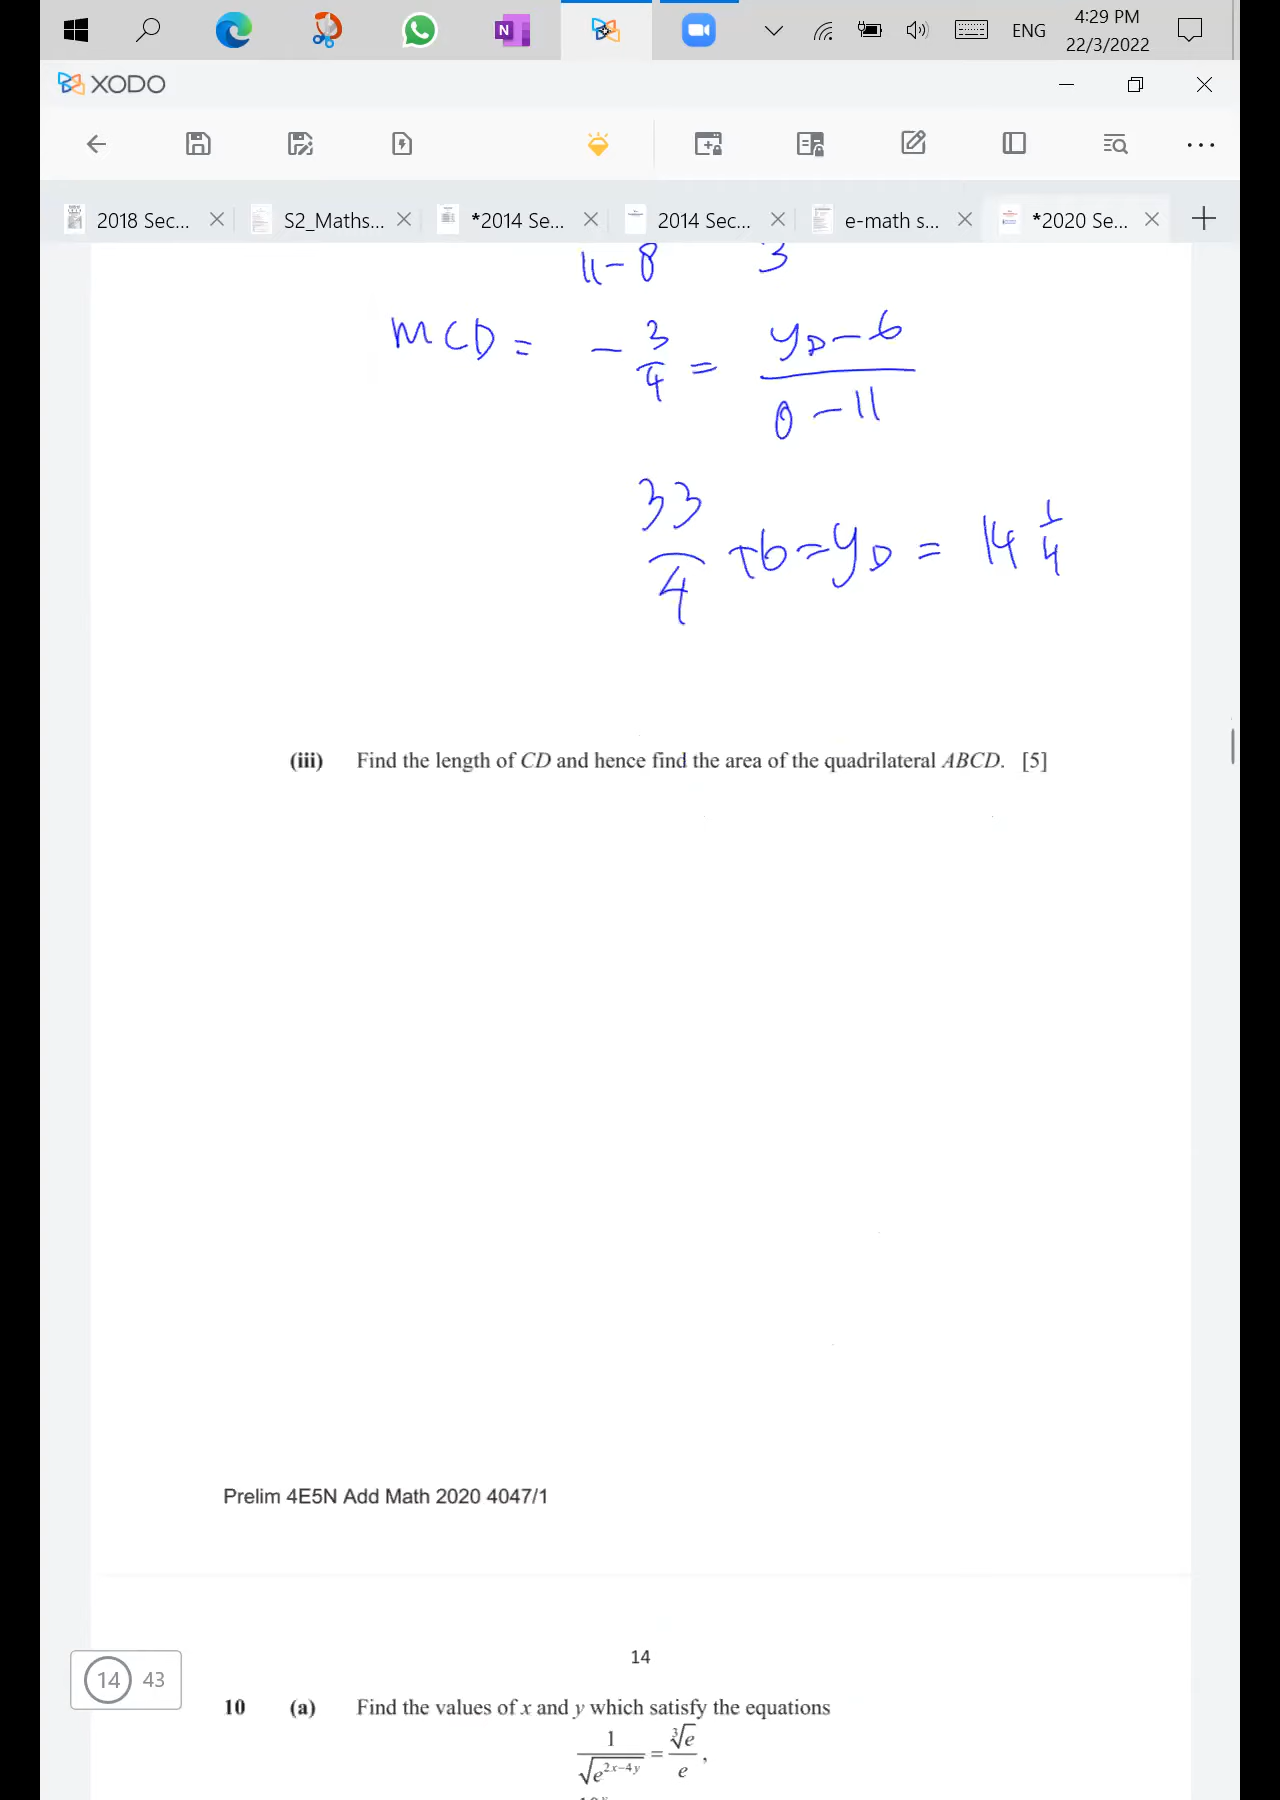 ENG
4:29 PM
22/3/2022
XODO
2018 Sec...
S2_Maths...
*2014 Se...
2014 Sec...
e-math s...
*2020 Se...
11-8 3
MCD = -3/4 = (yD-6)/(0-11)
33/4 +6=yD = 14 1/4
(iii) Find the length of CD and hence find the area of the quadrilateral ABCD. [5]
Prelim 4E5N Add Math 2020 4047/1
14
14 43
10 (a) Find the values of x and y which satisfy the equations
1/√e^(2x-4y) = ∛e/e,